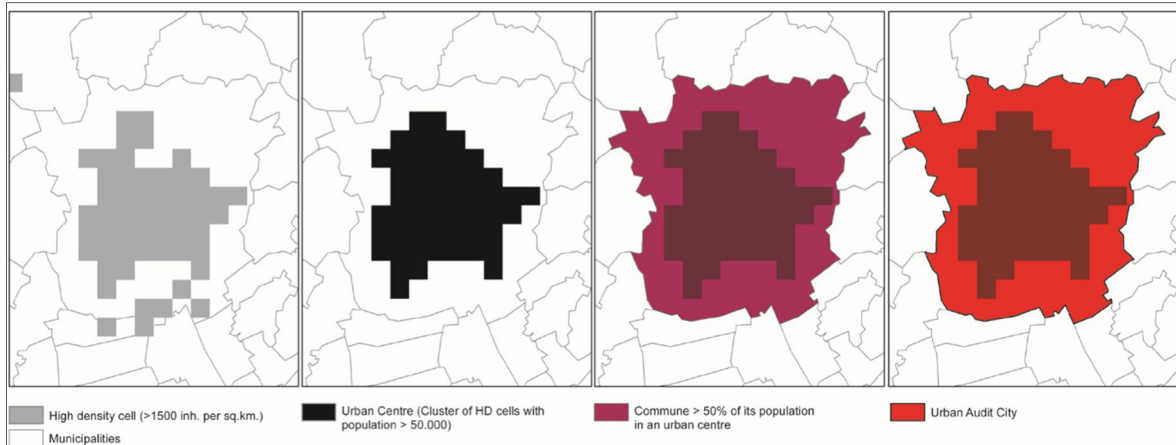 High density cell (>1500 inh. per sq.km.)
Municipalities
Urban Centre (Cluster of HD cells with
population > 50.000)
Commune > 50% of its population
in an urban centre
Urban Audit City